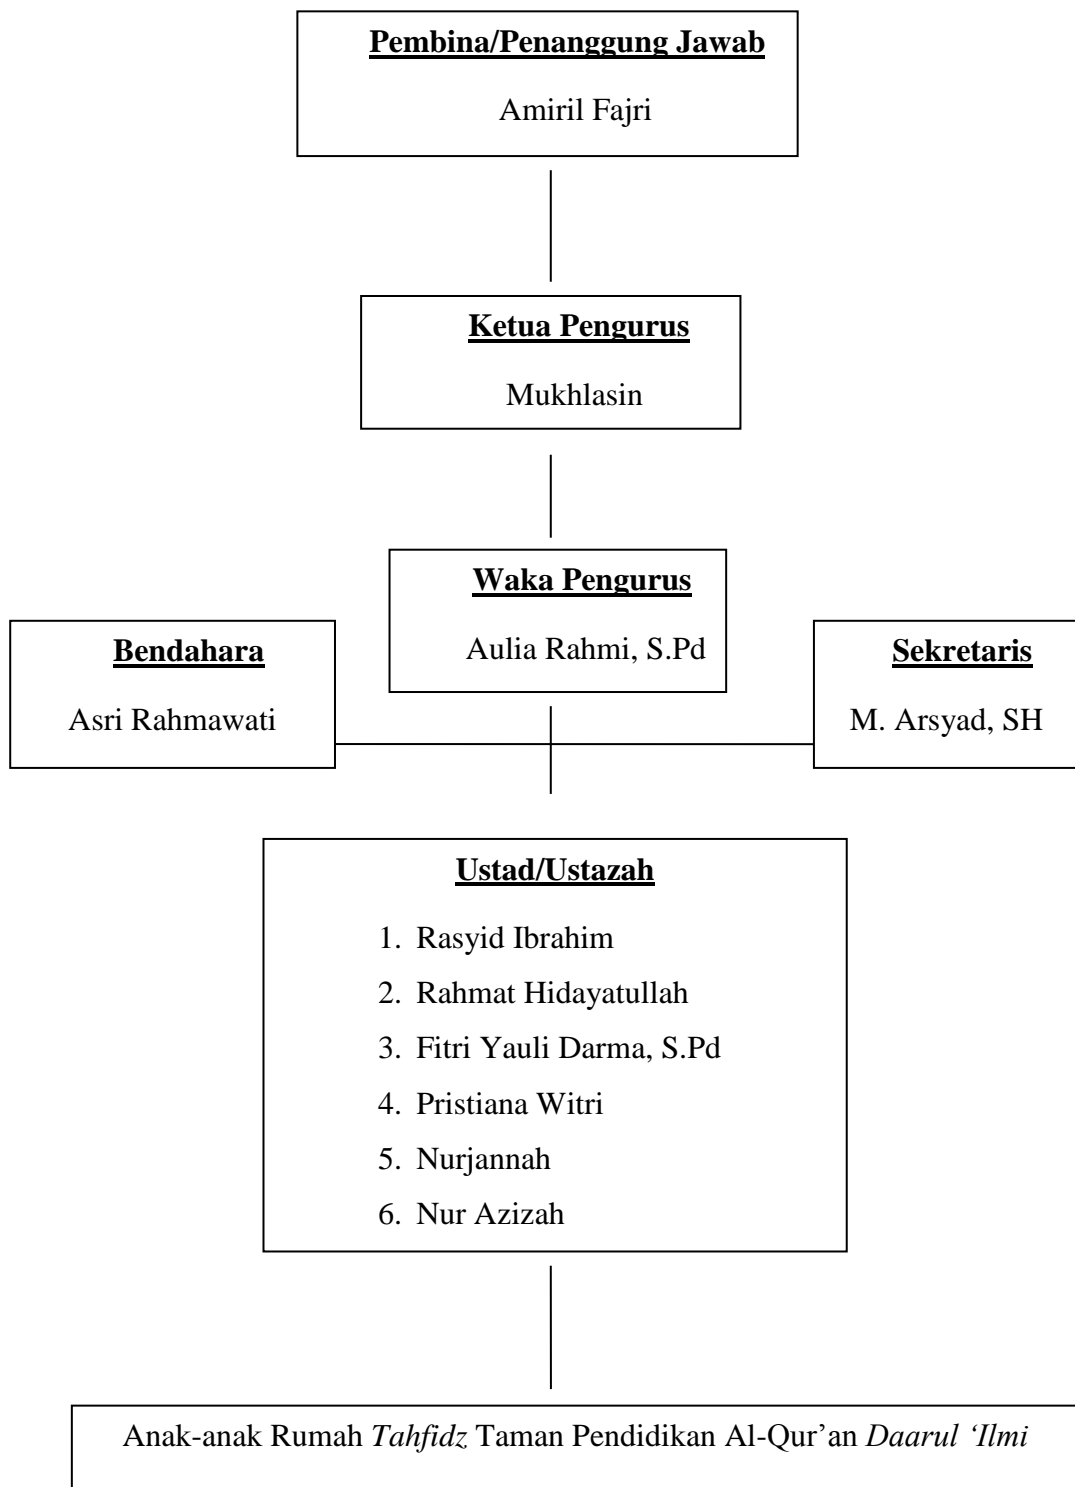 Pembina/Penanggung Jawab
Amiril Fajri
Ketua Pengurus
Mukhlasin
Waka Pengurus
Aulia Rahmi, S.Pd
Bendahara
Asri Rahmawati
Sekretaris
M. Arsyad, SH
Ustad/Ustazah
1. Rasyid Ibrahim
2. Rahmat Hidayatullah
3. Fitri Yauli Darma, S.Pd
4. Pristiana Witri
5. Nurjannah
6. Nur Azizah
Anak-anak Rumah Tahfidz Taman Pendidikan Al-Qur’an Daarul ‘Ilmi